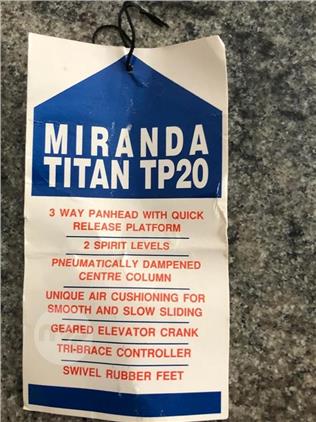 MIRANDA
TITAN TP20
3 WAY PANHEAD WITH QUICK
RELEASE PLATFORM
2 SPIRIT LEVELS
PNEUMATICALLY DAMPENED
CENTRE COLUMN
UNIQUE AIR CUSHIONING FOR
SMOOTH AND SLOW SLIDING
GEARED ELEVATOR CRANK
TRI-BRACE CONTROLLER
SWIVEL RUBBER FEET